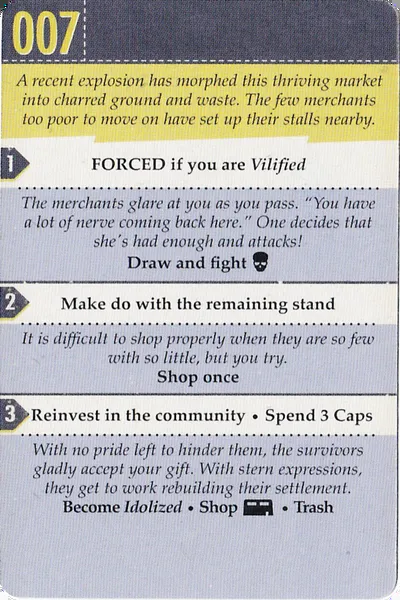 007
A recent explosion has morphed this thriving market
into charred ground and waste. The few merchants
too poor to move on have set up their stalls nearby.
1
FORCED if you are Vilified
The merchants glare at you as you pass. “You have
a lot of nerve coming back here.” One decides that
she´s had enough and attacks!
Draw and fight
2
Make do with the remaining stand
It is difficult to shop properly when they are so few
with so little, but you try.
Shop once
3
Reinvest in the community • Spend 3 Caps
With no pride left to hinder them, the survivors
gladly accept your gift. With stern expressions,
they get to work rebuilding their settlement.
Become Idolized • Shop • Trash